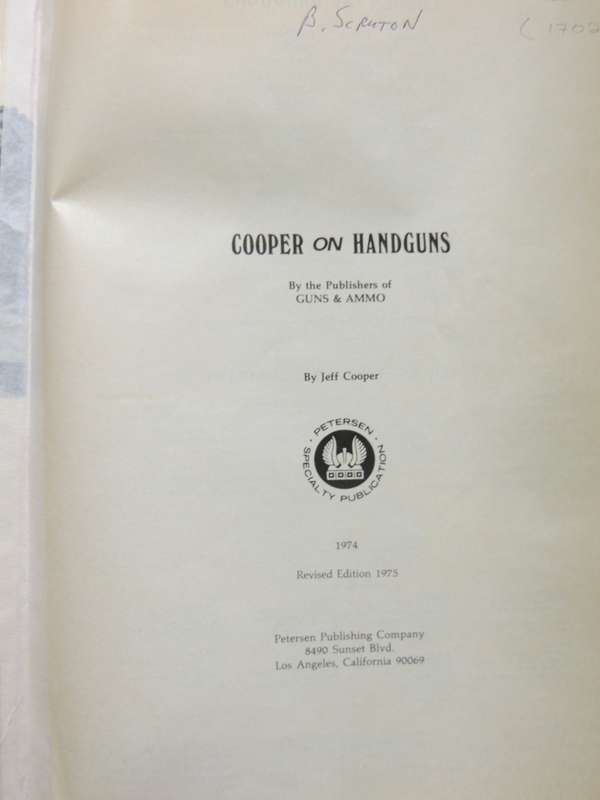 B. SCRUTON
(1702
COOPER ON HANDGUNS
By the Publishers of
GUNS & AMMO
By Jeff Cooper
· PETERSEN ·
SPECIALTY PUBLICATION
1974
Revised Edition 1975
Petersen Publishing Company
8490 Sunset Blvd.
Los Angeles, California 90069